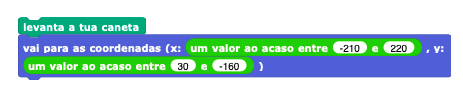 levanta a tua caneta
vai para as coordenadas (x: um valor ao acaso entre -210 e 220 , y:
um valor ao acaso entre 30 e -160 )